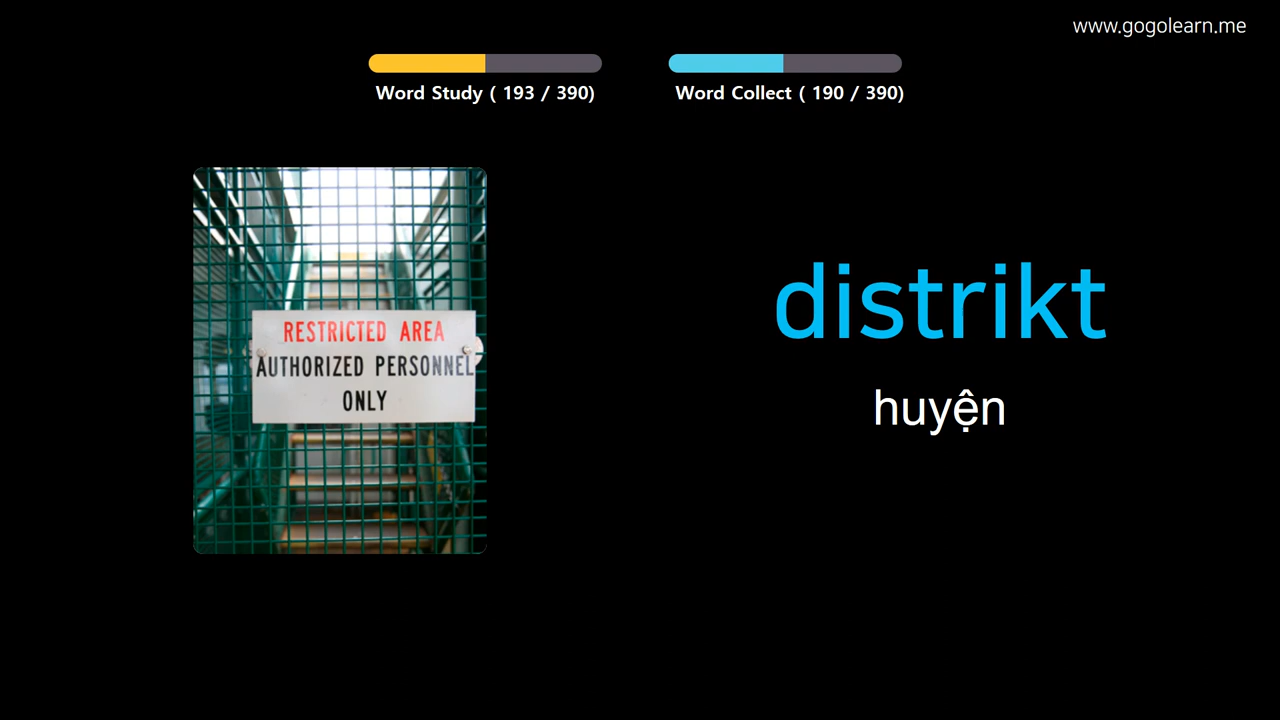 www.gogolearn.me
Word Study ( 193 / 390)
Word Collect ( 190 / 390)
RESTRICTED AREA
AUTHORIZED PERSONNEL
ONLY
distrikt
huyện